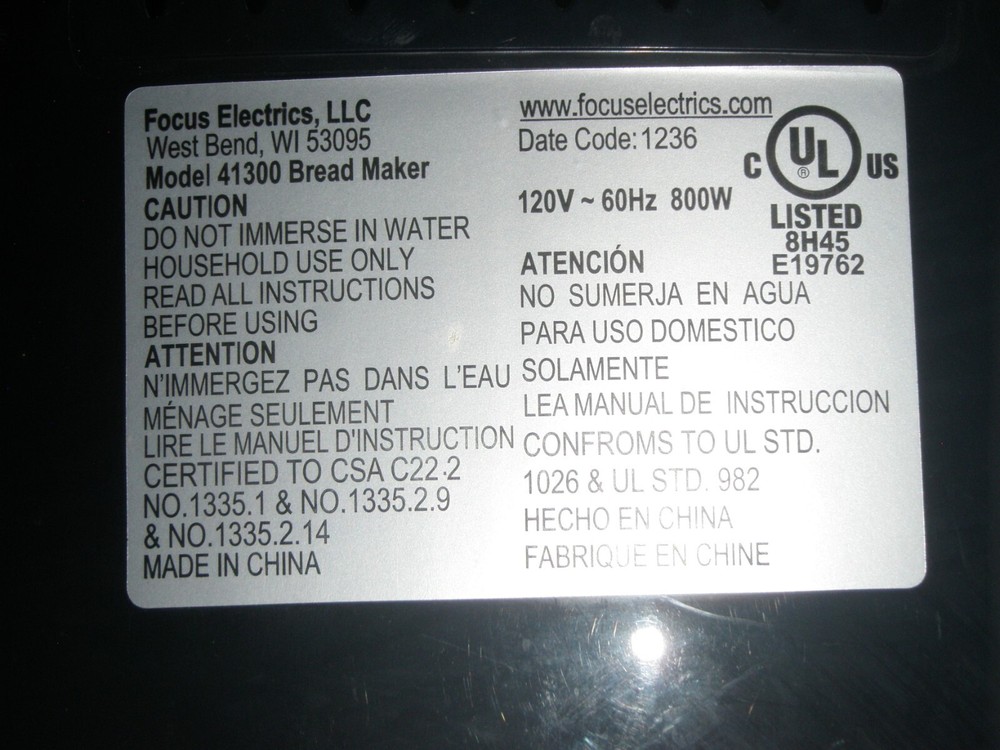 Focus Electrics, LLC
West Bend, WI 53095
Model 41300 Bread Maker
CAUTION
DO NOT IMMERSE IN WATER
HOUSEHOLD USE ONLY
READ ALL INSTRUCTIONS
BEFORE USING
ATTENTION
N'IMMERGEZ PAS DANS L'EAU
MÉNAGE SEULEMENT
LIRE LE MANUEL D'INSTRUCTION
CERTIFIED TO CSA C22.2
NO.1335.1 & NO.1335.2.9
& NO.1335.2.14
MADE IN CHINA
www.focuselectrics.com
Date Code: 1236
120V ~ 60Hz 800W
C UL ® US
LISTED
8H45
E19762
ATENCIÓN
NO SUMERJA EN AGUA
PARA USO DOMESTICO
SOLAMENTE
LEA MANUAL DE INSTRUCCION
CONFROMS TO UL STD.
1026 & UL STD. 982
HECHO EN CHINA
FABRIQUE EN CHINE